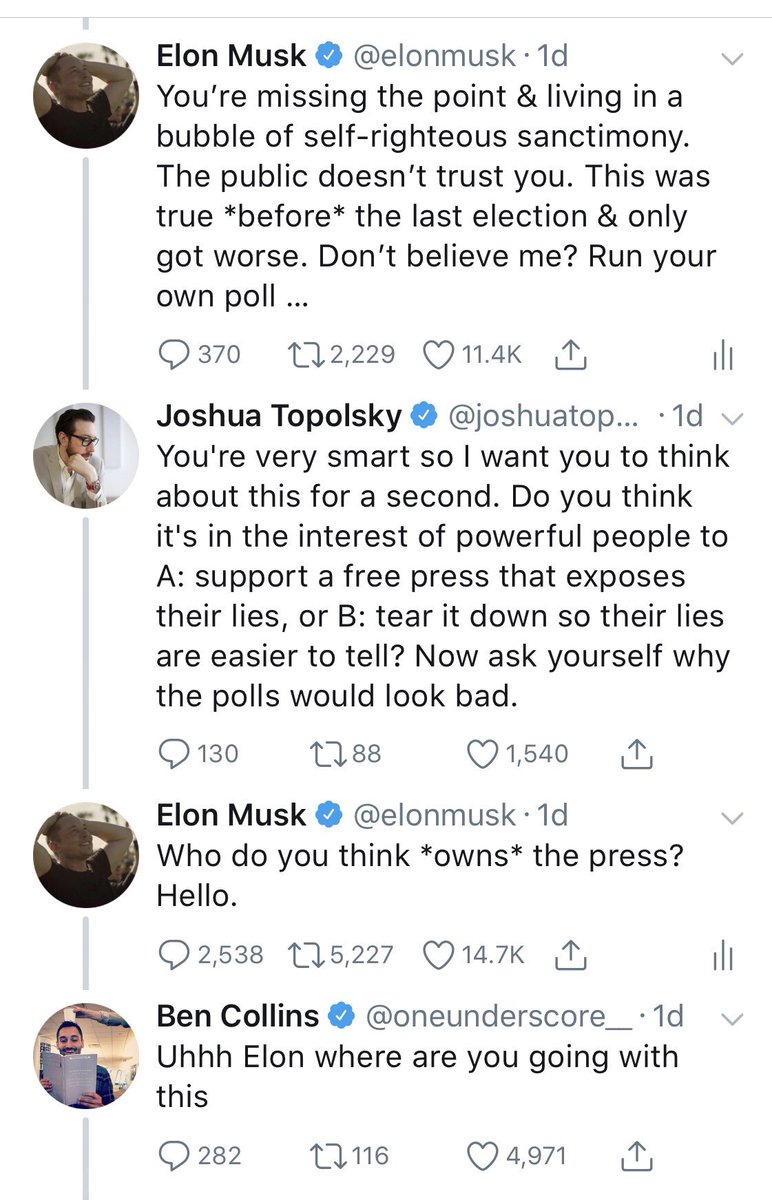 Elon Musk @elonmusk · 1d
You’re missing the point & living in a
bubble of self-righteous sanctimony.
The public doesn’t trust you. This was
true *before* the last election & only
got worse. Don’t believe me? Run your
own poll ...
370 2,229 11.4K
Joshua Topolsky @joshuatop... · 1d
You're very smart so I want you to think
about this for a second. Do you think
it's in the interest of powerful people to
A: support a free press that exposes
their lies, or B: tear it down so their lies
are easier to tell? Now ask yourself why
the polls would look bad.
130 88 1,540
Elon Musk @elonmusk · 1d
Who do you think *owns* the press?
Hello.
2,538 5,227 14.7K
Ben Collins @oneunderscore__ · 1d
Uhhh Elon where are you going with
this
282 116 4,971